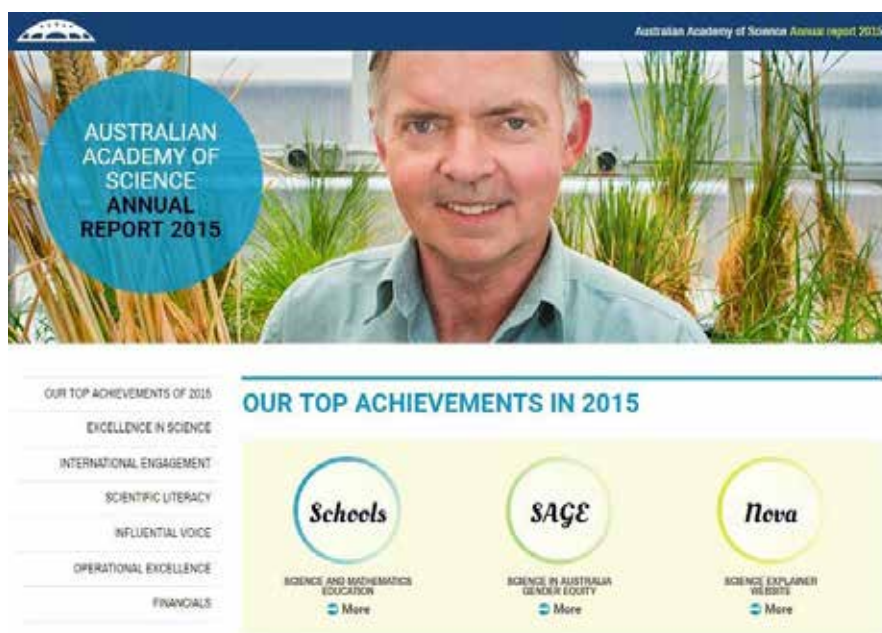 Australian Academy of Science Annual report 2015
AUSTRALIAN
ACADEMY OF
SCIENCE
ANNUAL
REPORT 2015
OUR TOP ACHIEVEMENTS OF 2015
EXCELLENCE IN SCIENCE
INTERNATIONAL ENGAGEMENT
SCIENTIFIC LITERACY
INFLUENTIAL VOICE
OPERATIONAL EXCELLENCE
FINANCIALS
OUR TOP ACHIEVEMENTS IN 2015
Schools
SCIENCE AND MATHEMATICS
EDUCATION
More
SAGE
SCIENCE IN AUSTRALIA
GENDER EQUITY
More
Nova
SCIENCE EXPLAINER
WEBSITE
More